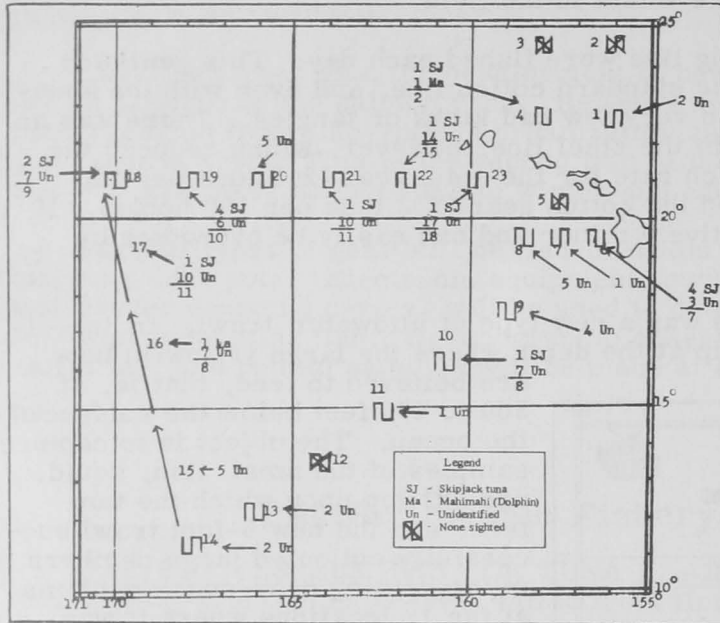 25°
3
2
1 SJ
1 Ma
2
4
1
2 Un
1 SJ
14 Un
15
5 Un
2 SJ
7 Un
9
18
19
20
21
22
23
4 SJ
6 Un
10
1 SJ
10 Un
11
1 SJ
17 Un
18
5
20°
17
1 SJ
10 Un
11
8
5 Un
1 Un
4 SJ
3 Un
7
9
4 Un
16
1 Ma
7 Un
8
10
1 SJ
7 Un
8
11
1 Un
15°
15
5 Un
12
13
2 Un
14
2 Un
Legend
SJ - Skipjack tuna
Ma - Mahimahi (Dolphin)
Un - Unidentified
- None sighted
10°
171
170
165
160
155